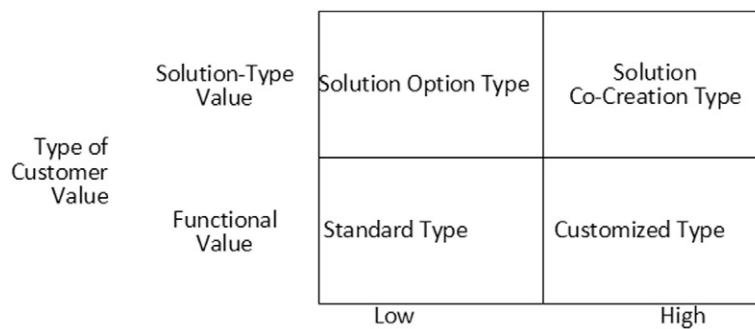 Solution-Type
Value
Solution Option Type
Solution
Co-Creation Type
Type of
Customer
Value
Functional
Value
Standard Type
Customized Type
Low
High